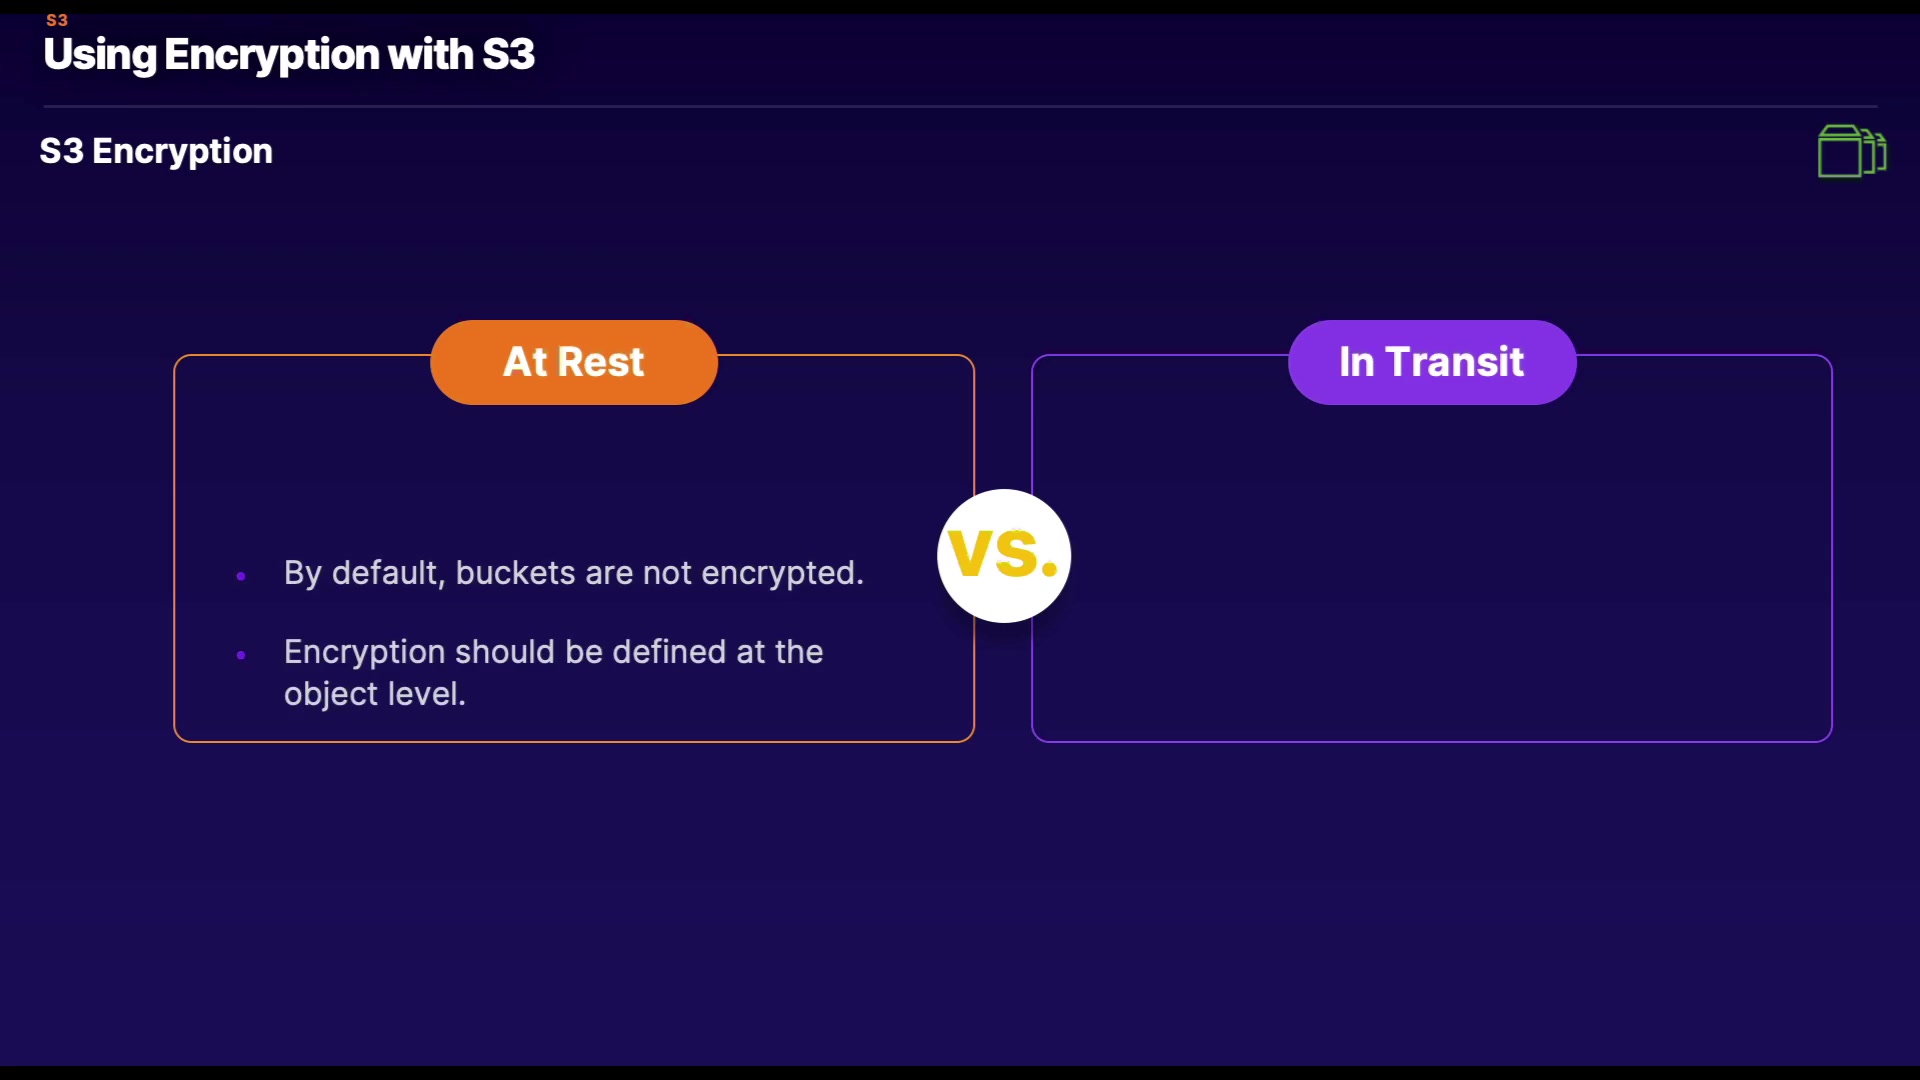 S3
Using Encryption with S3
S3 Encryption
At Rest
By default, buckets are not encrypted.
Encryption should be defined at the
object level.
vs.
In Transit